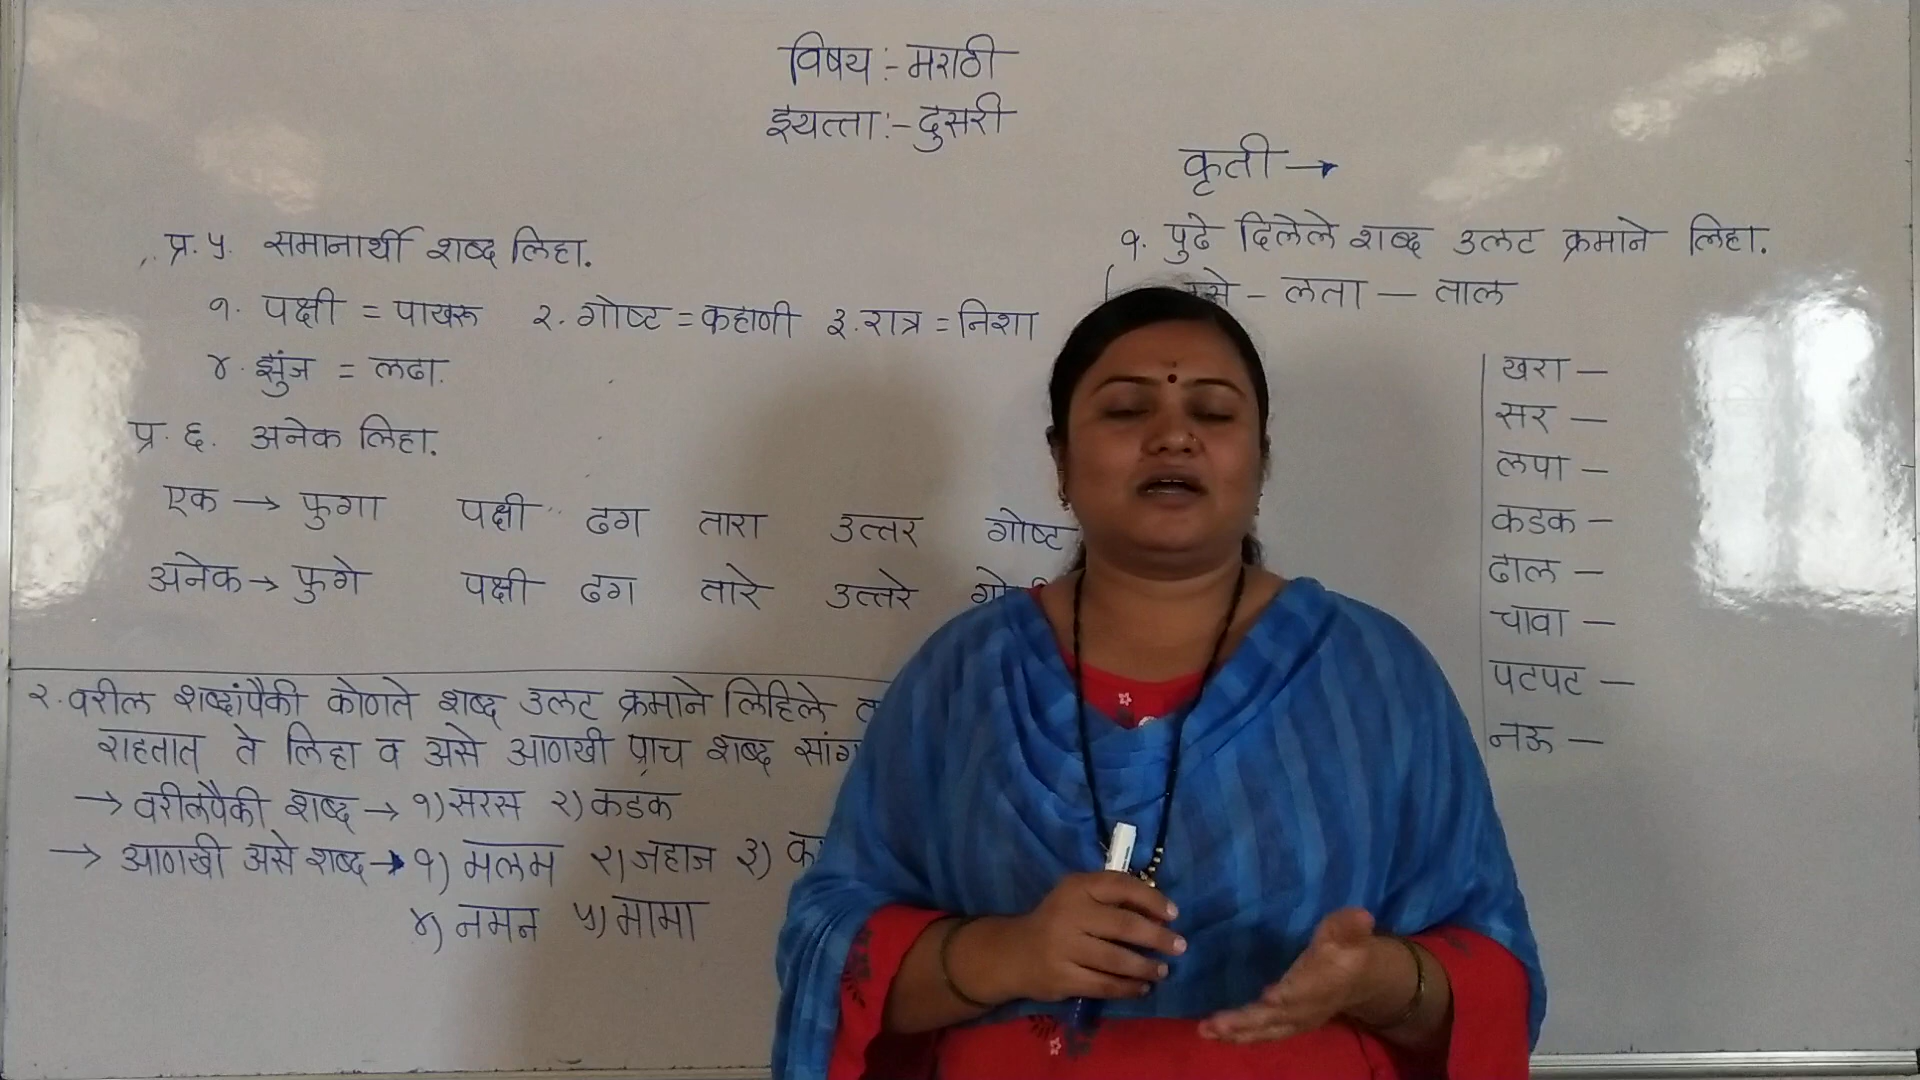 विषय :- मराठी
इयत्ता :- दुसरी
प्र. ५. समानार्थी शब्द लिहा.
१. पक्षी = पाखरू २. गोष्ट = कहाणी ३. रात्र = निशा
४. झुंज = लढा.
प्र. ६. अनेक लिहा.
एक → फुगा पक्षी ढग तारा उत्तर गोष्ट
अनेक → फुगे पक्षी ढग तारे उत्तरे
कृती →
१. पुढे दिलेले शब्द उलट क्रमाने लिहा.
लता – ताल
खरा –
सर –
लपा –
कडक –
ढाल –
चावा –
पटपट –
नऊ –
२. वरील शब्दांपैकी कोणते शब्द उलट क्रमाने लिहिले
राहतात ते लिहा व असे आणखी पाच शब्द
→ वरीलपैकी शब्द → १) सरस २) कडक
→ आणखी असे शब्द → १) मलम २) जहाज ३)
४) नमन ५) मामा